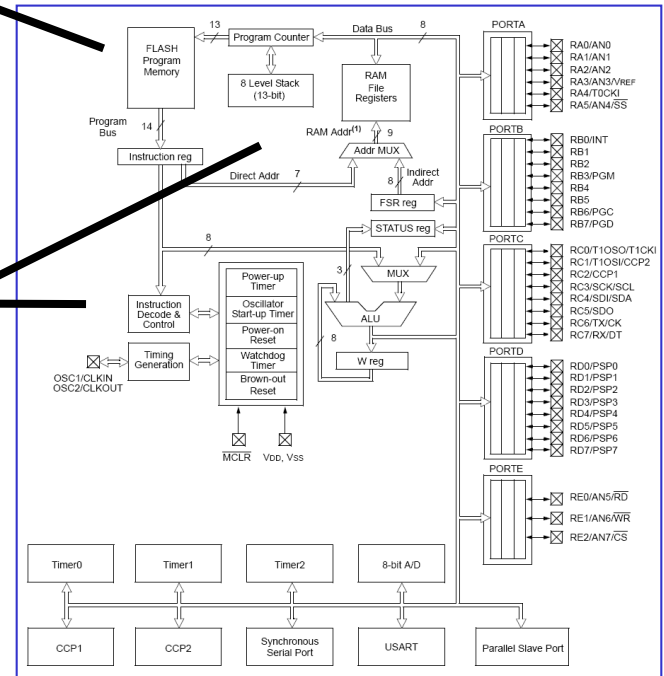 13
Data Bus
8
PORTA
FLASH
Program
Memory
Program Counter
8 Level Stack
(13-bit)
RAM
File
Registers
RA0/AN0
RA1/AN1
RA2/AN2
RA3/AN3/VREF
RA4/T0CKI
RA5/AN4/SS
Program
Bus
14
RAM Addr(1)
9
PORTB
Instruction reg
Addr MUX
Direct Addr
7
8
Indirect
Addr
FSR reg
RB0/INT
RB1
RB2
RB3/PGM
RB4
RB5
RB6/PGC
RB7/PGD
STATUS reg
8
3
MUX
PORTC
RC0/T1OSO/T1CKI
RC1/T1OSI/CCP2
RC2/CCP1
RC3/SCK/SCL
RC4/SDI/SDA
RC5/SDO
RC6/TX/CK
RC7/RX/DT
Instruction
Decode &
Control
Power-up
Timer
Oscillator
Start-up Timer
Power-on
Reset
Watchdog
Timer
Brown-out
Reset
ALU
8
W reg
Timing
Generation
OSC1/CLKIN
OSC2/CLKOUT
MCLR
VDD, VSS
PORTD
RD0/PSP0
RD1/PSP1
RD2/PSP2
RD3/PSP3
RD4/PSP4
RD5/PSP5
RD6/PSP6
RD7/PSP7
PORTE
RE0/AN5/RD
RE1/AN6/WR
RE2/AN7/CS
Timer0
Timer1
Timer2
8-bit A/D
CCP1
CCP2
Synchronous
Serial Port
USART
Parallel Slave Port